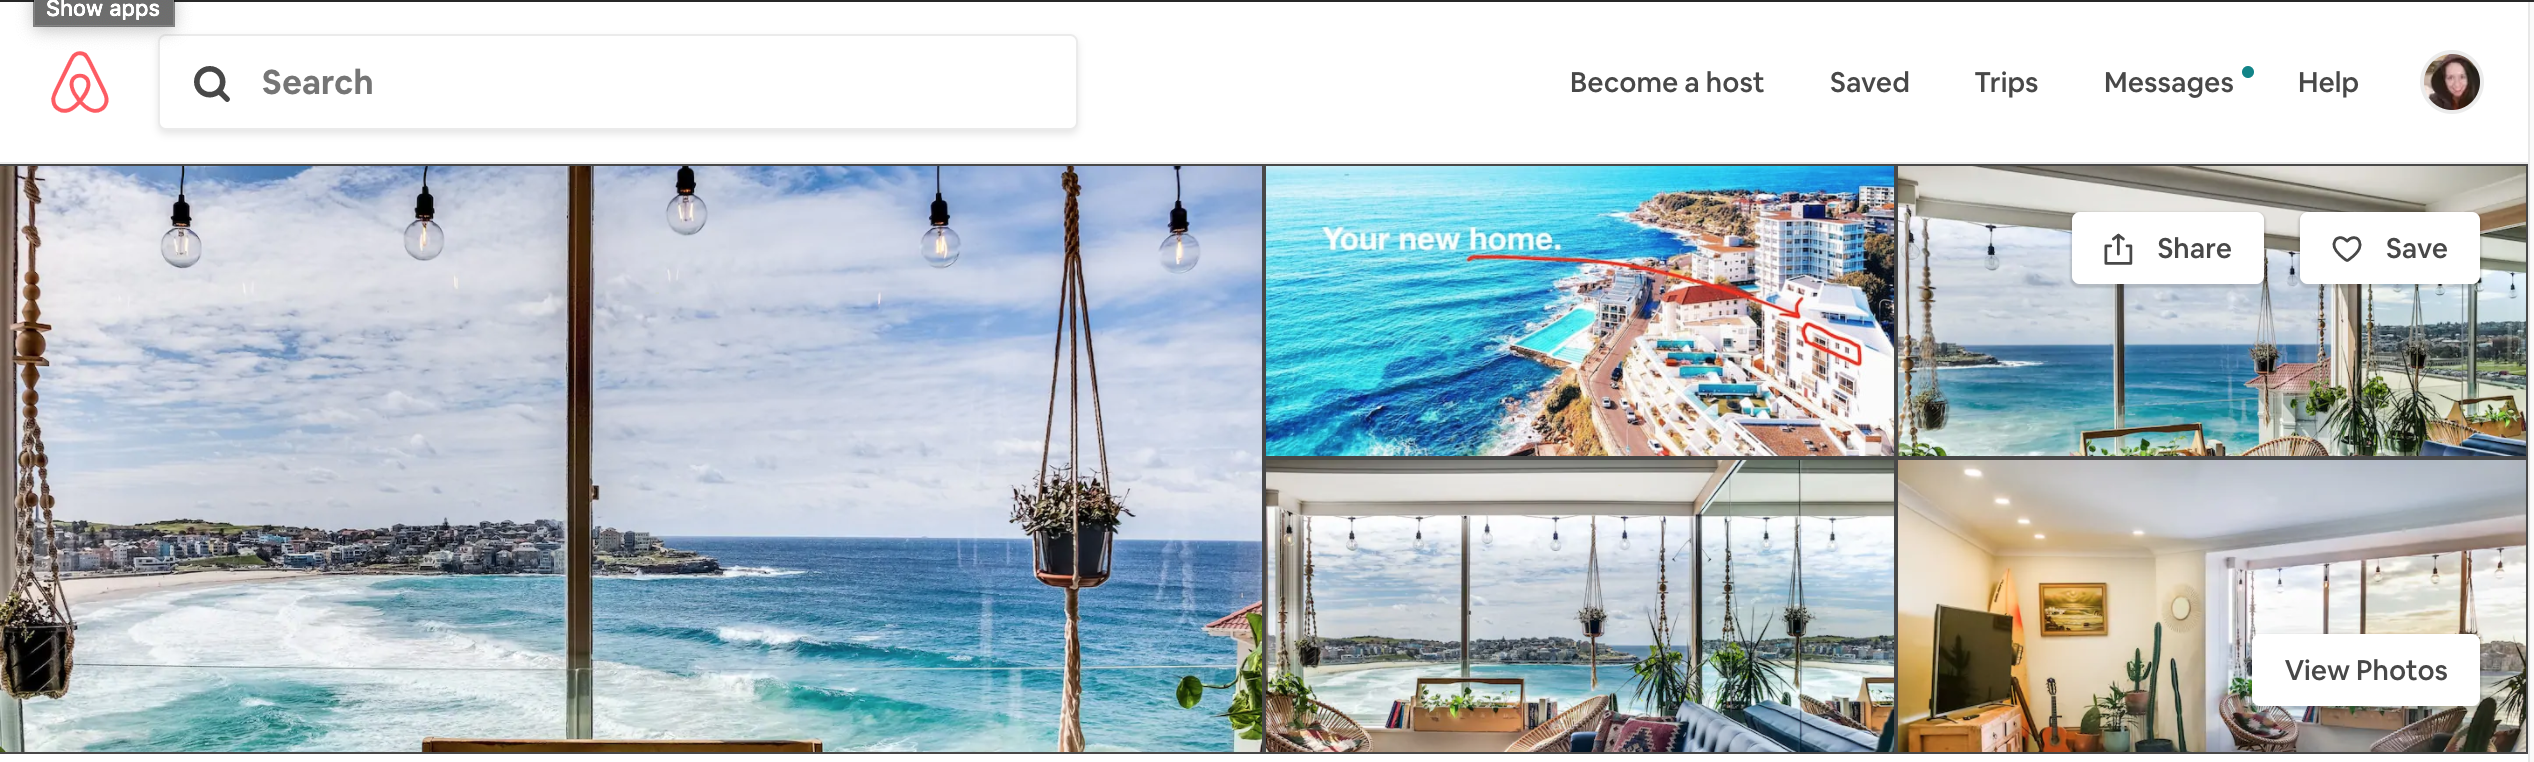 Show apps
Search
Become a host
Saved
Trips
Messages
Help
Your new home.
Share
Save
View Photos